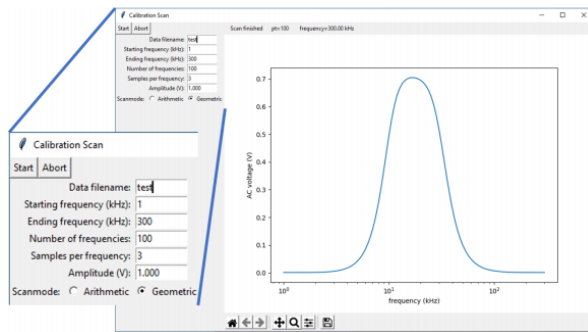 Calibration Scan
Start Abort
Scan finished pt=100 frequency=300.00 kHz
Data filename: test
Starting frequency (kHz): 1
Ending frequency (kHz): 300
Number of frequencies: 100
Samples per frequency: 3
Amplitude (V): 1.000
Scanmode: Arithmetic Geometric
Calibration Scan
Start Abort
Data filename: test
Starting frequency (kHz): 1
Ending frequency (kHz): 300
Number of frequencies: 100
Samples per frequency: 3
Amplitude (V): 1.000
Scanmode: Arithmetic Geometric
AC voltage (V)
0.7
0.6
0.5
0.4
0.3
0.2
0.1
0.0
10⁰ 10¹ 10²
frequency (kHz)